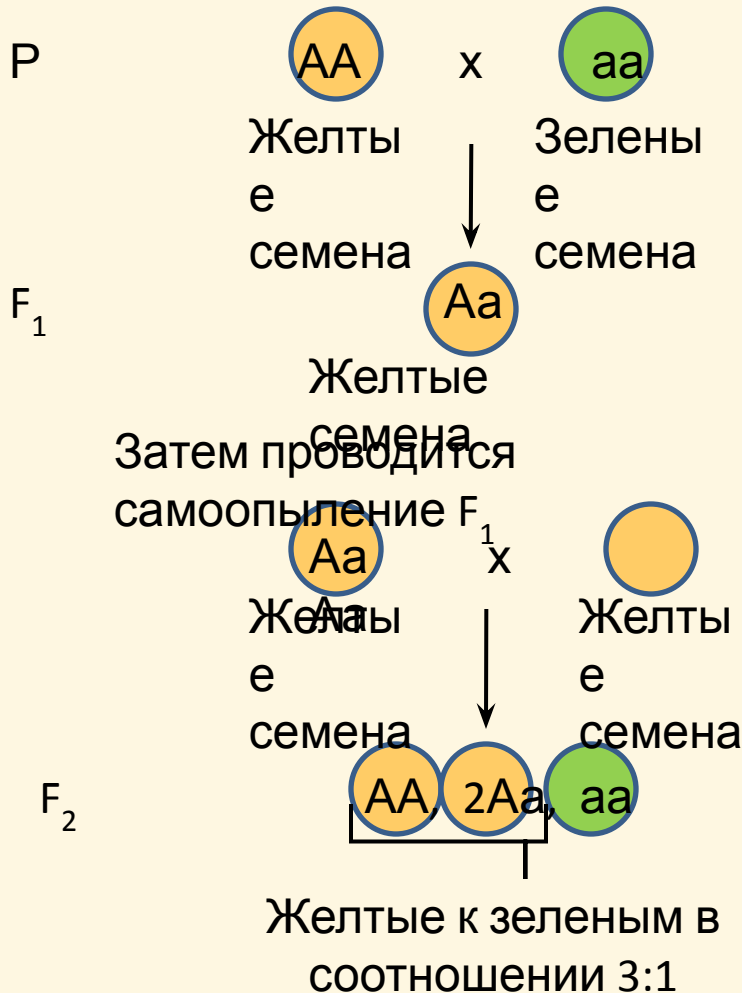 P AA x aa
Желты Зелены
е е
семена семена
F1 Aa
Желтые
семена
Затем проводится
самоопыление F1
Aa x
Aa
Желты Желты
е е
семена семена
F2 AA, 2Aa, aa
Желтые к зеленым в
соотношении 3:1